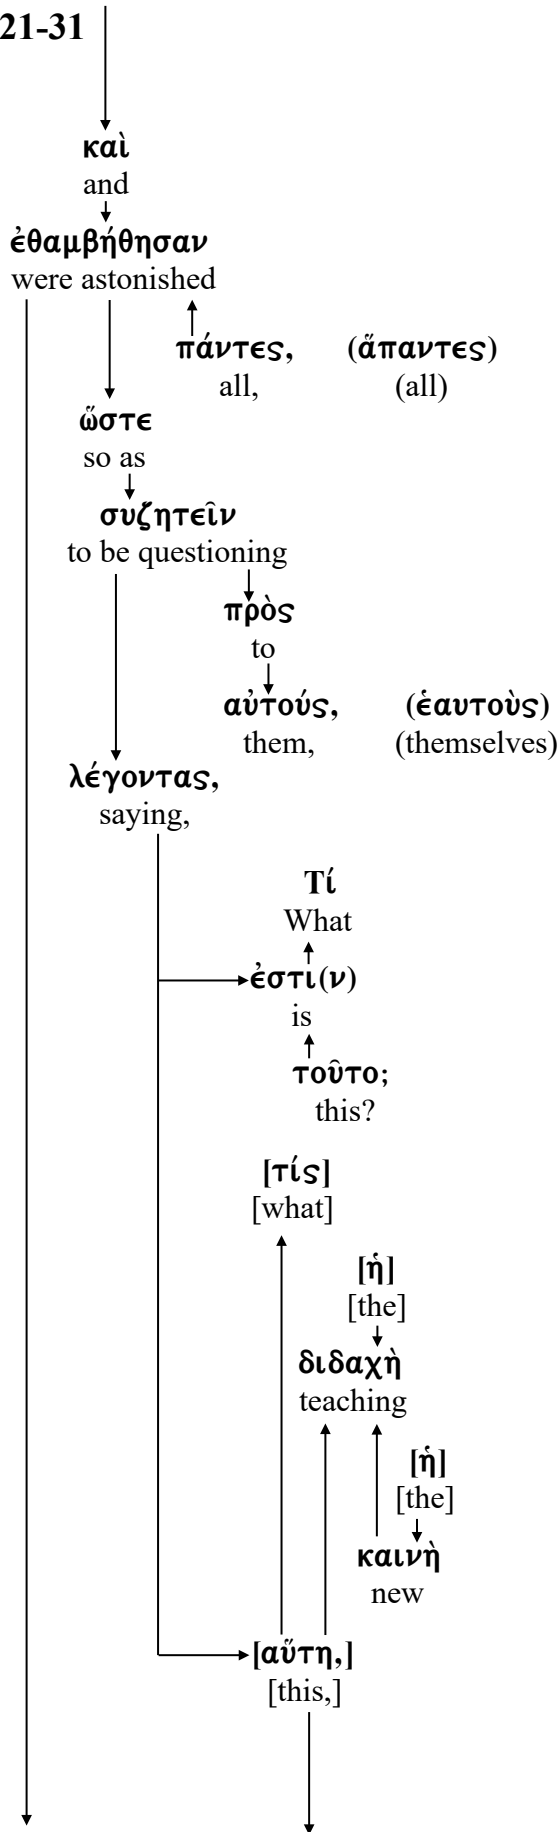 21-31
καὶ
and
ἐθαμβήθησαν
were astonished
πάντες, (ἅπαντες)
all, (all)
ὥστε
so as
συζητεῖν
to be questioning
πρὸς
to
αὐτούς, (ἑαυτοὺς)
them, (themselves)
λέγοντας,
saying,
Τί
What
ἐστι(ν)
is
τοῦτο;
this?
[τίς]
[what]
[ἡ]
[the]
διδαχὴ
teaching
[ἡ]
[the]
καινὴ
new
[αὕτη,]
[this,]